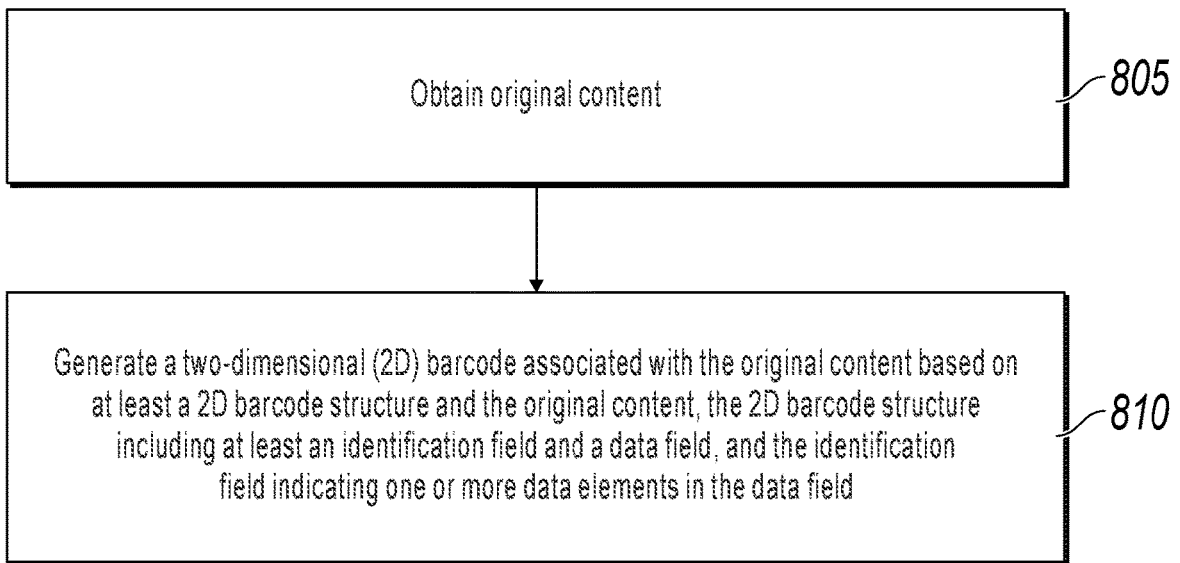 Obtain original content
805
Generate a two-dimensional (2D) barcode associated with the original content based on
at least a 2D barcode structure and the original content, the 2D barcode structure
including at least an identification field and a data field, and the identification
field indicating one or more data elements in the data field
810